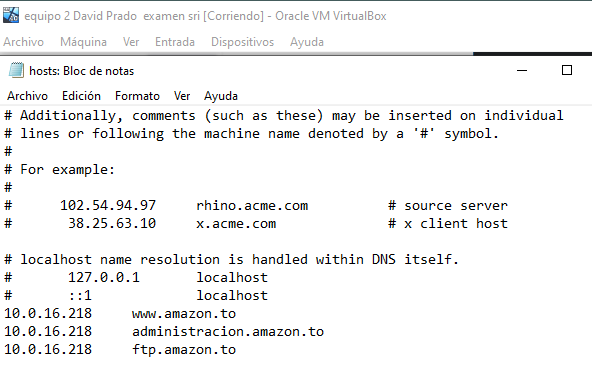 equipo 2 David Prado  examen sri [Corriendo] - Oracle VM VirtualBox
Archivo Máquina Ver Entrada Dispositivos Ayuda
hosts: Bloc de notas
Archivo Edición Formato Ver Ayuda
# Additionally, comments (such as these) may be inserted on individual
# lines or following the machine name denoted by a '#' symbol.
#
# For example:
#
#      102.54.94.97     rhino.acme.com          # source server
#       38.25.63.10     x.acme.com              # x client host

# localhost name resolution is handled within DNS itself.
#       127.0.0.1       localhost
#       ::1             localhost
10.0.16.218     www.amazon.to
10.0.16.218     administracion.amazon.to
10.0.16.218     ftp.amazon.to